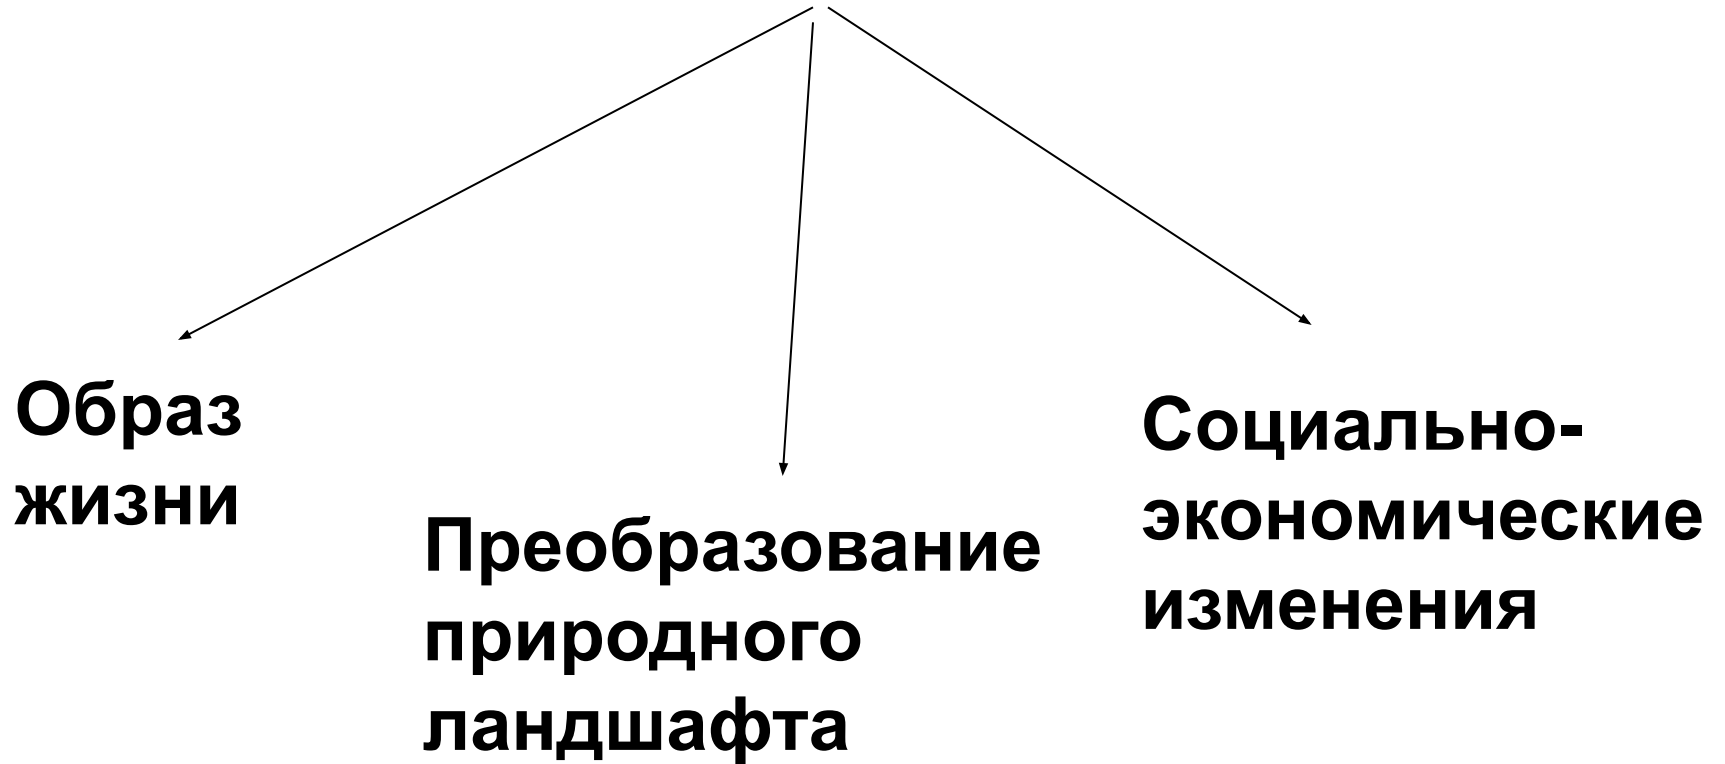 Образ
жизни
Преобразование
природного
ландшафта
Социально-
экономические
изменения